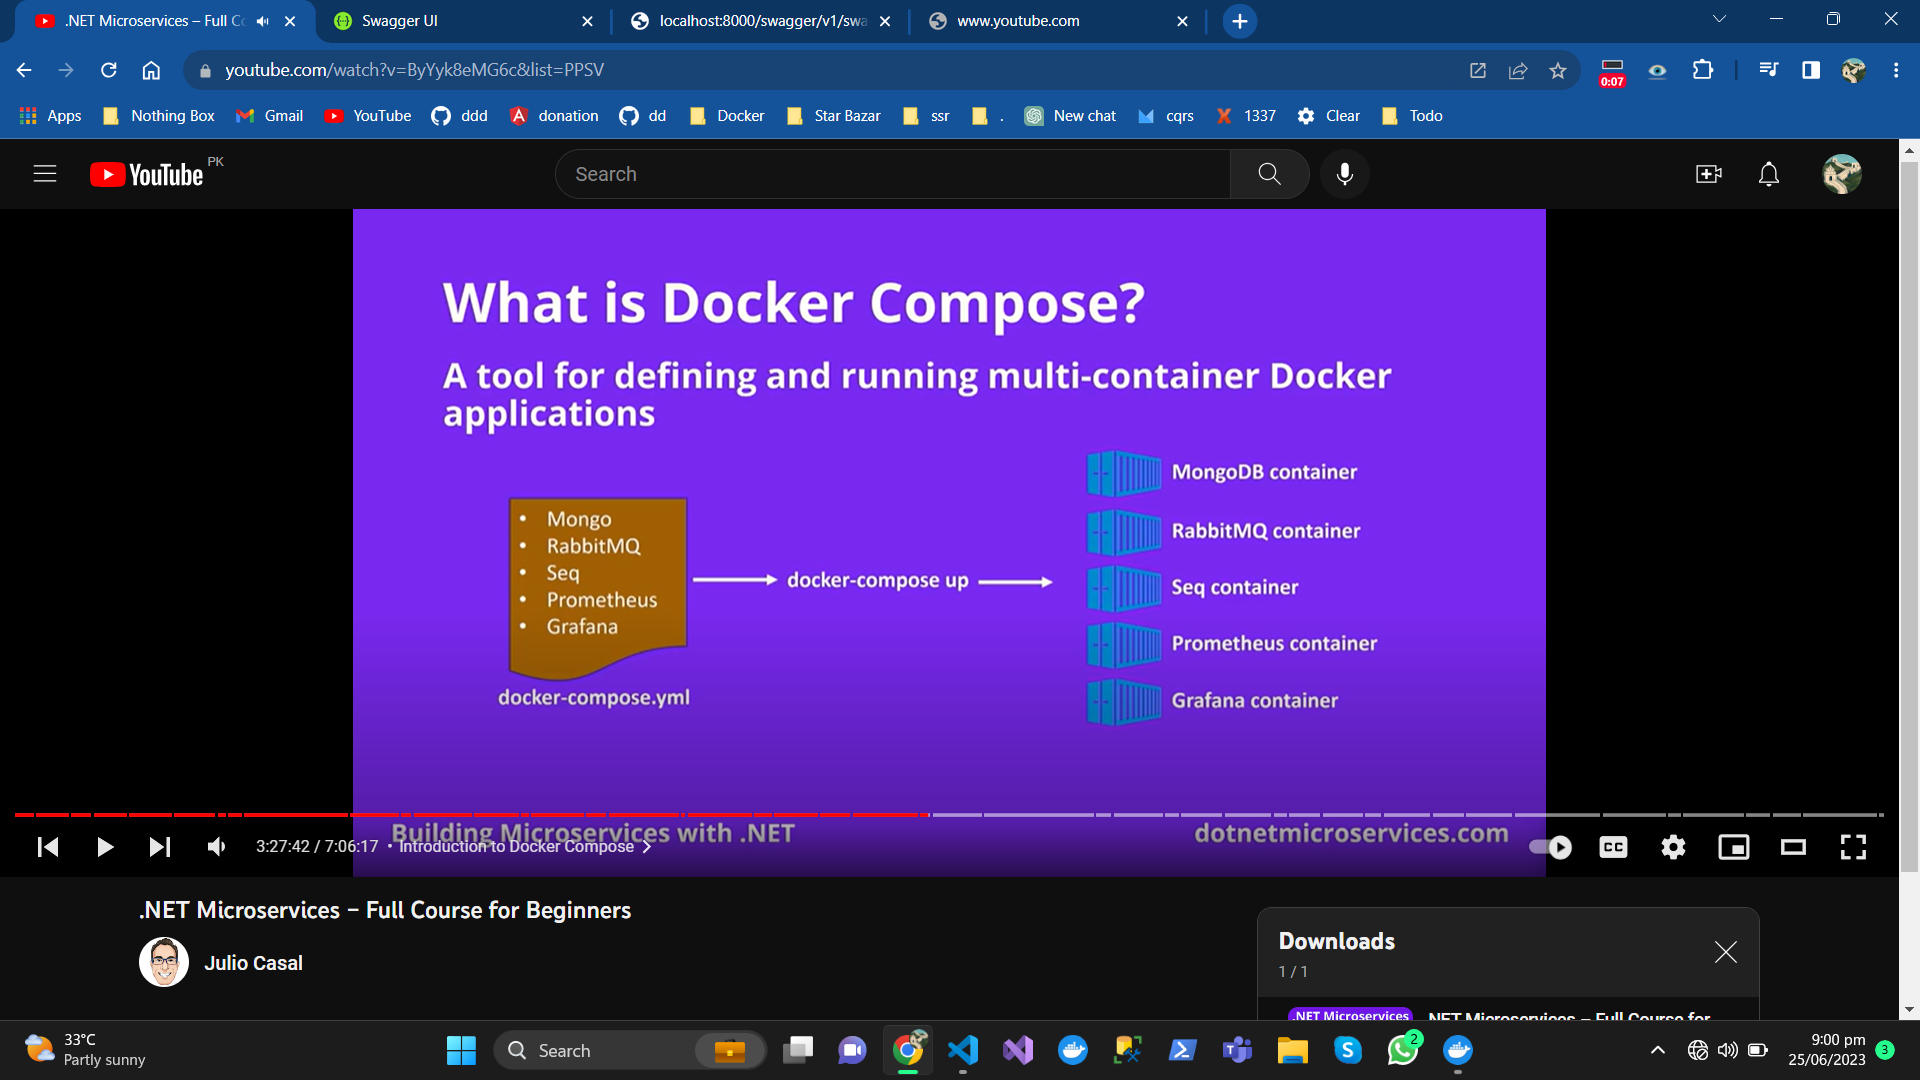 .NET Microservices – Full Co
Swagger UI
localhost:8000/swagger/v1/swa
www.youtube.com
youtube.com/watch?v=ByYyk8eMG6c&list=PPSV
0:07
Apps
Nothing Box
Gmail
YouTube
ddd
donation
dd
Docker
Star Bazar
ssr
.
New chat
cqrs
1337
Clear
Todo
YouTube PK
Search
What is Docker Compose?
A tool for defining and running multi-container Docker
applications
• Mongo
• RabbitMQ
• Seq
• Prometheus
• Grafana
docker-compose.yml
docker-compose up
MongoDB container
RabbitMQ container
Seq container
Prometheus container
Grafana container
Building Microservices with .NET
dotnetmicroservices.com
3:27:42 / 7:06:17 • Introduction to Docker Compose
CC
.NET Microservices – Full Course for Beginners
Julio Casal
Downloads
1 / 1
.NET Microservices
.NET Microservices – Full Course for
33°C
Partly sunny
Search
2
9:00 pm
25/06/2023
3